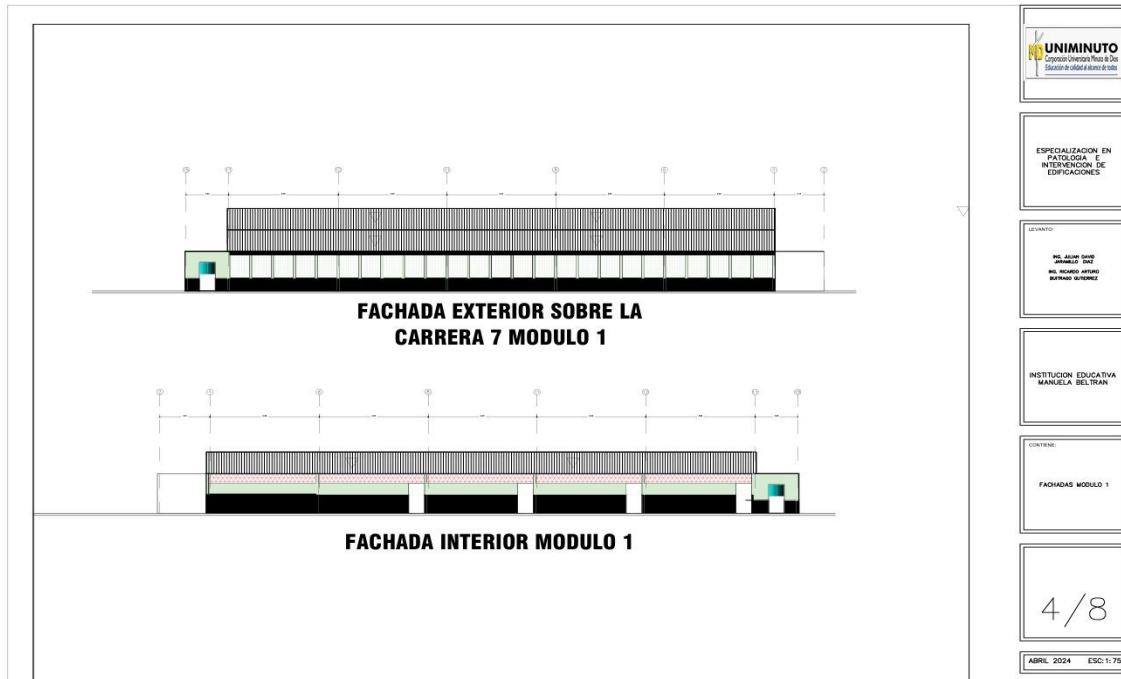 FACHADA EXTERIOR SOBRE LA
CARRERA 7 MODULO 1
FACHADA INTERIOR MODULO 1
UNIMINUTO
Corporación Universitaria Minuto de Dios
Educación de calidad al alcance de todos
ESPECIALIZACION EN
PATOLOGIA E
INTERVENCION DE
EDIFICACIONES
LEVANTO:
ING. JULIAN DAVID
JARAMILLO DIAZ
ING. RICARDO ARTURO
BUITRAGO GUTIERREZ
INSTITUCION EDUCATIVA
MANUELA BELTRAN
CONTIENE:
FACHADAS MODULO 1
4/8
ABRIL 2024 ESC:1:75